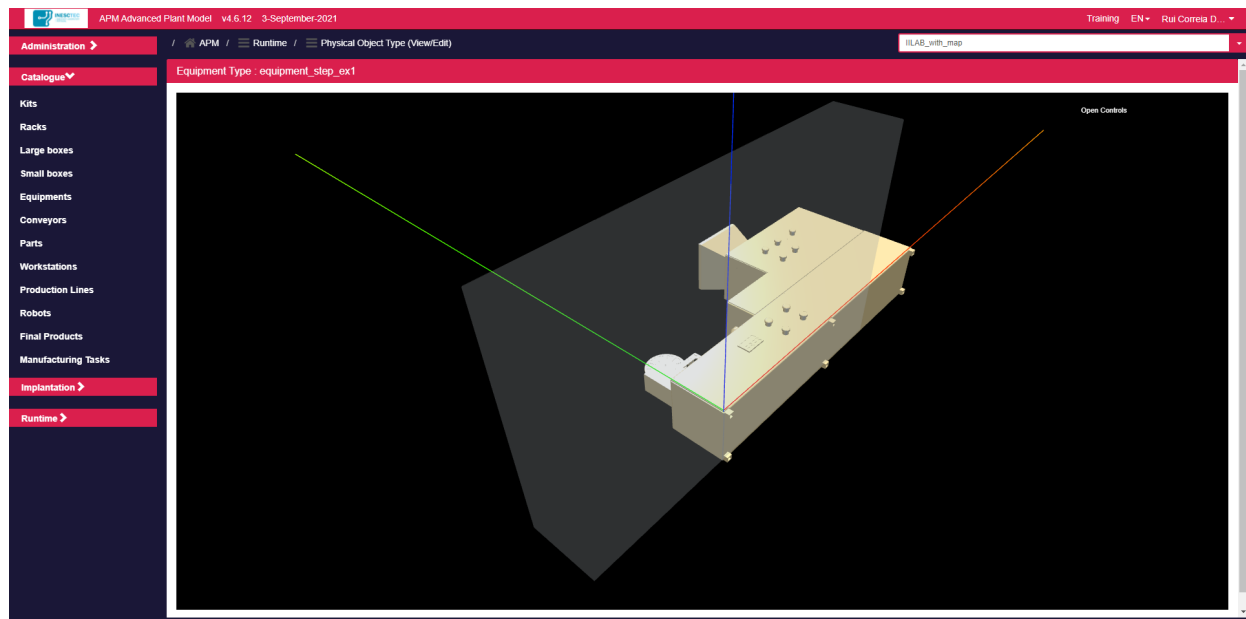 INESCTEC APM Advanced Plant Model v4.6.12 3-September-2021 Training EN Rui Correia D...
Administration / APM / Runtime / Physical Object Type (View/Edit) IILAB_with_map
Catalogue Equipment Type : equipment_step_ex1
Open Controls
Kits
Racks
Large boxes
Small boxes
Equipments
Conveyors
Parts
Workstations
Production Lines
Robots
Final Products
Manufacturing Tasks
Implantation
Runtime